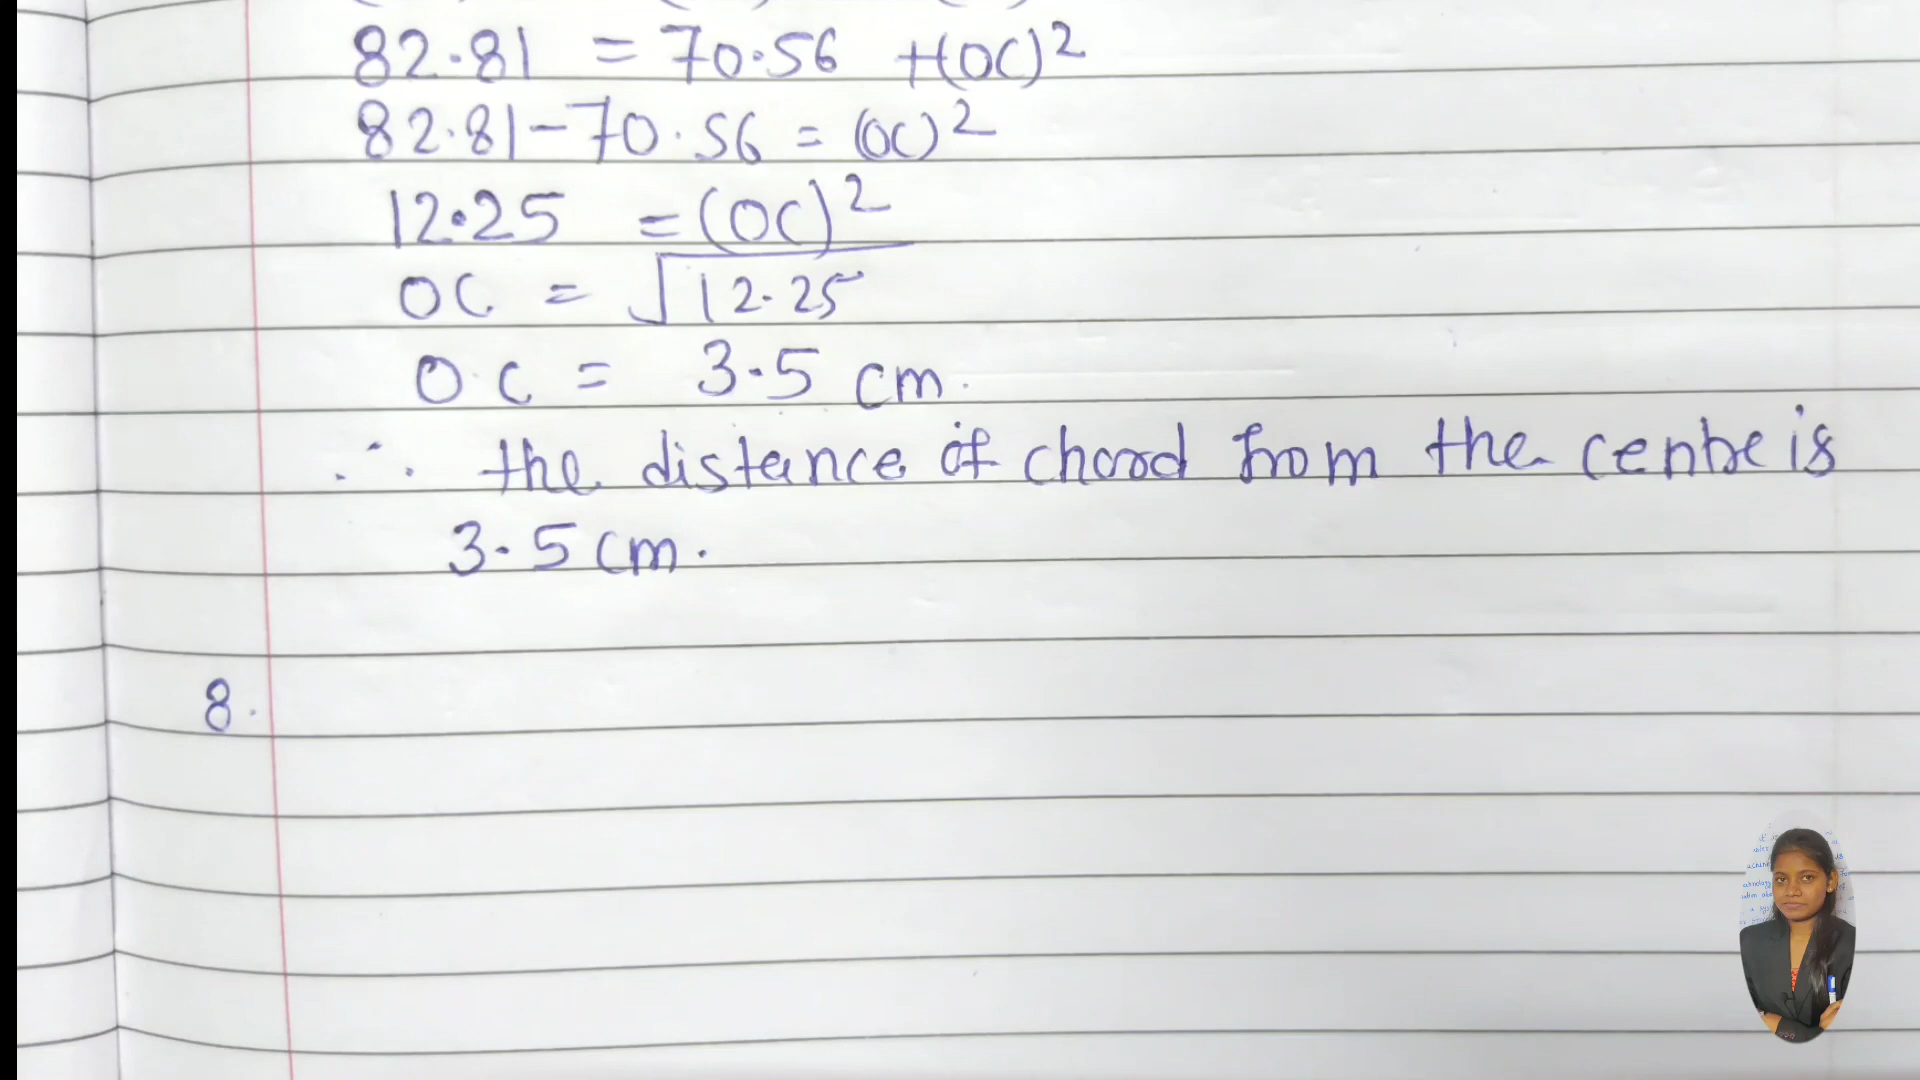 82.81 = 70.56 +(OC)²
82.81-70.56 = (OC)²
12.25 = (OC)²
OC = √12.25
OC = 3.5 cm.
∴ the distance of chord from the centre is
3.5 cm.
8.